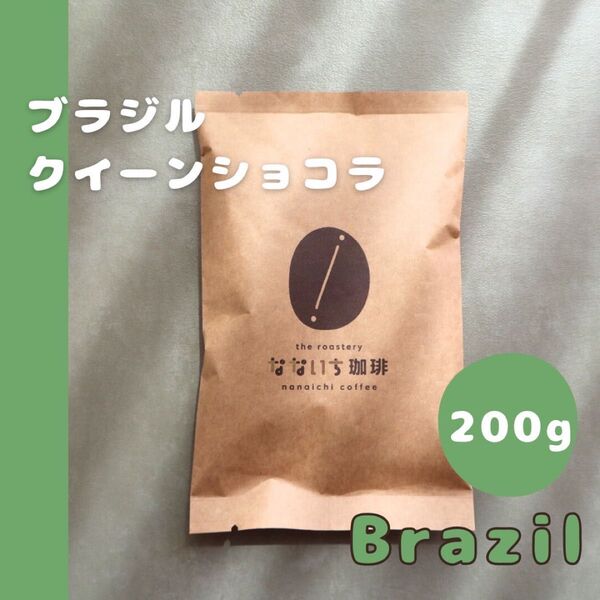 ブラジル
クイーンショコラ
the roastery
なないち珈琲
nanaichi coffee
200g
Brazil